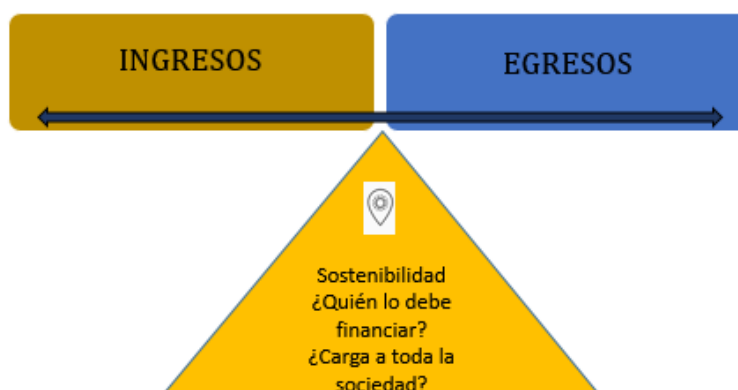 INGRESOS
EGRESOS
Sostenibilidad
¿Quién lo debe
financiar?
¿Carga a toda la
sociedad?